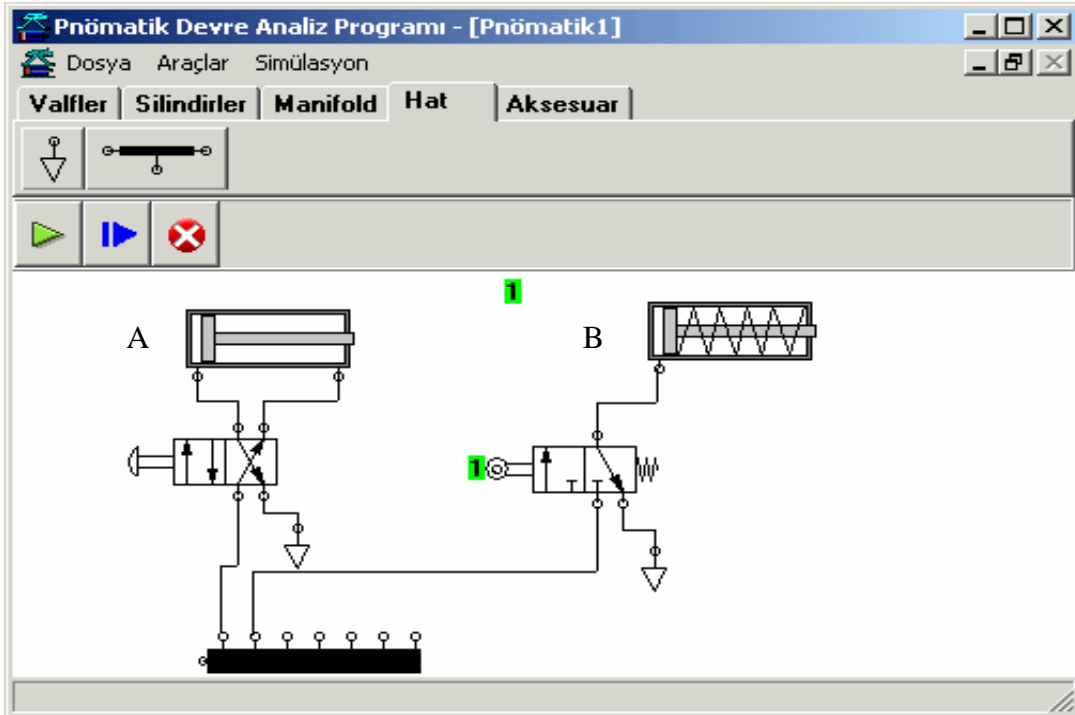 Pnömatik Devre Analiz Programı - [Pnömatik1]
Dosya Araçlar Simülasyon
Valfler Silindirler Manifold Hat Aksesuar
1
A B
1